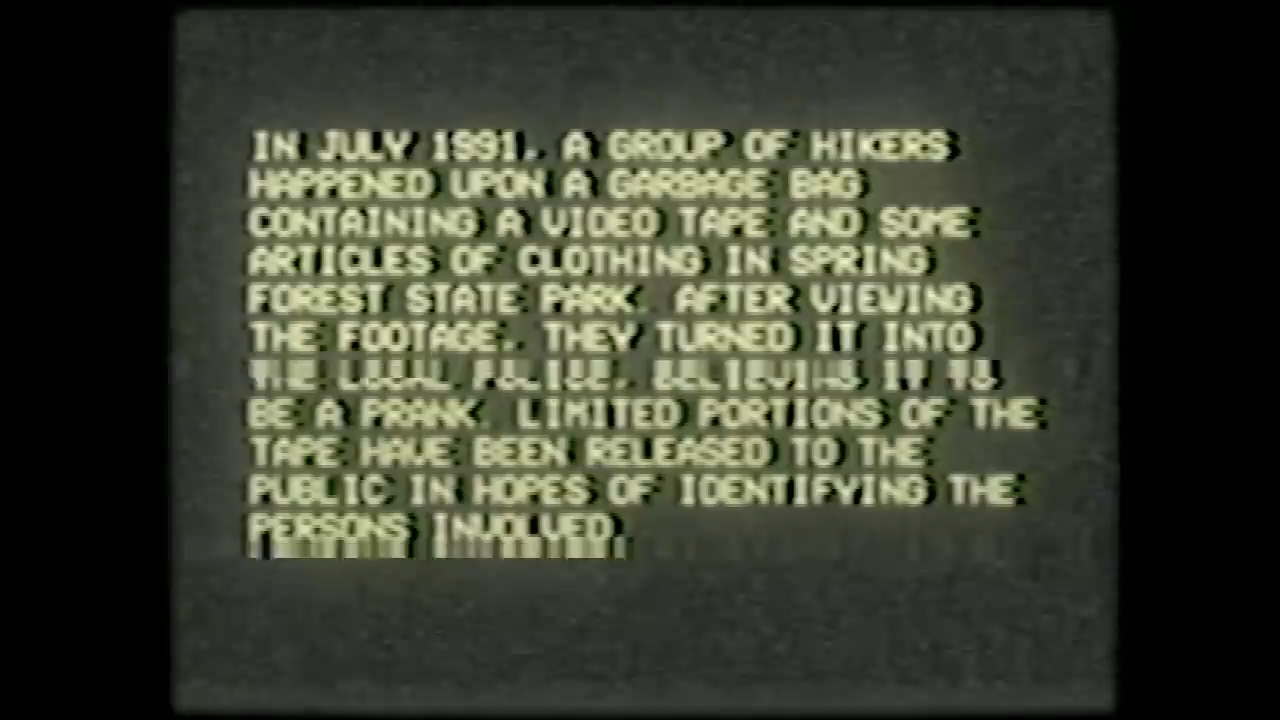 IN JULY 1991, A GROUP OF HIKERS
HAPPENED UPON A GARBAGE BAG
CONTAINING A VIDEO TAPE AND SOME
ARTICLES OF CLOTHING IN SPRING
FOREST STATE PARK. AFTER VIEWING
THE FOOTAGE, THEY TURNED IT INTO
THE LOCAL POLICE, BELIEVING IT TO
BE A PRANK. LIMITED PORTIONS OF THE
TAPE HAVE BEEN RELEASED TO THE
PUBLIC IN HOPES OF IDENTIFYING THE
PERSONS INVOLVED.